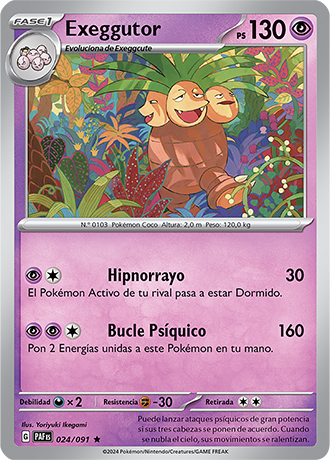 FASE 1
Exeggutor
PS 130
Evoluciona de Exeggcute
N.º 0103 Pokémon Coco Altura: 2,0 m Peso: 120,0 kg
Hipnorrayo 30
El Pokémon Activo de tu rival pasa a estar Dormido.
Bucle Psíquico 160
Pon 2 Energías unidas a este Pokémon en tu mano.
Debilidad ×2 Resistencia -30 Retirada
Ilus. Yoriyuki Ikegami
G PAF ES 024/091
Puede lanzar ataques psíquicos de gran potencia
si sus tres cabezas se ponen de acuerdo. Cuando
se nubla el cielo, sus movimientos se ralentizan.
©2024 Pokémon/Nintendo/Creatures/GAME FREAK